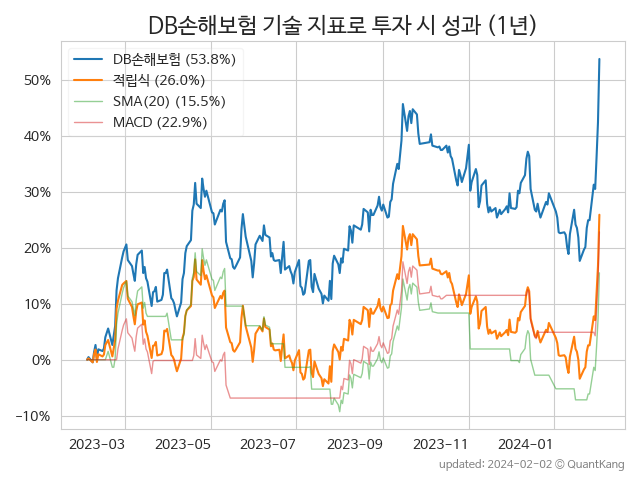 DB손해보험 기술 지표로 투자 시 성과 (1년)
DB손해보험 (53.8%)
적립식 (26.0%)
SMA(20) (15.5%)
MACD (22.9%)
50%
40%
30%
20%
10%
0%
−10%
2023-03 2023-05 2023-07 2023-09 2023-11 2024-01
updated: 2024-02-02 © QuantKang